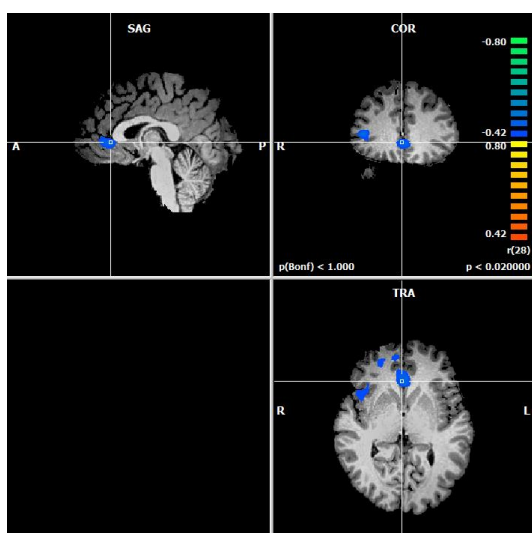 SAG
A
P
COR
R
-0.80
-0.42
0.80
0.42
r(28)
p(Bonf) < 1.000
p < 0.020000
TRA
R
L